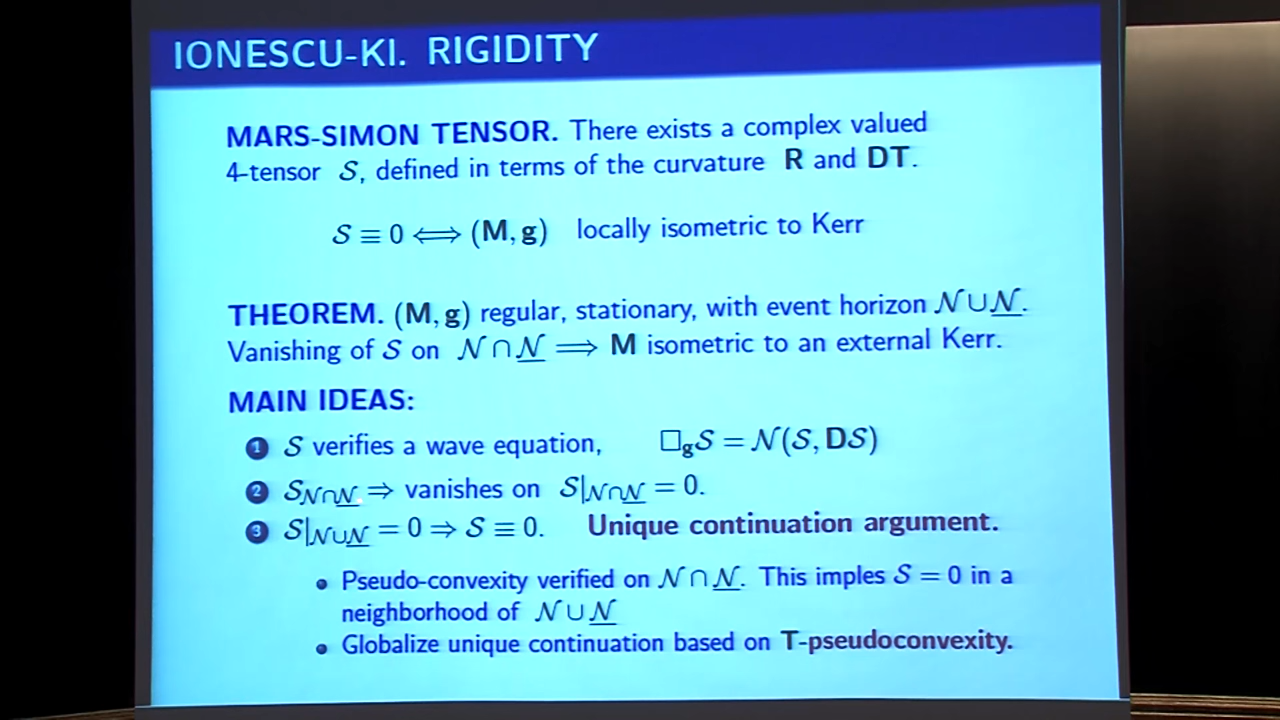 IONESCU-KI. RIGIDITY
MARS-SIMON TENSOR. There exists a complex valued
4-tensor 𝒮, defined in terms of the curvature R and DT.
𝒮 ≡ 0 ⟺ (M, g) locally isometric to Kerr
THEOREM. (M, g) regular, stationary, with event horizon 𝒩 ∪ 𝒩̲.
Vanishing of 𝒮 on 𝒩 ∩ 𝒩̲ ⟹ M isometric to an external Kerr.
MAIN IDEAS:
1 𝒮 verifies a wave equation, □_g𝒮 = 𝒩(𝒮, D𝒮)
2 𝒮_{𝒩∩𝒩̲} ⇒ vanishes on 𝒮|_{𝒩∩𝒩̲} = 0.
3 𝒮|_{𝒩∪𝒩̲} = 0 ⇒ 𝒮 ≡ 0. Unique continuation argument.
• Pseudo-convexity verified on 𝒩 ∩ 𝒩̲. This imples 𝒮 = 0 in a
neighborhood of 𝒩 ∪ 𝒩̲
• Globalize unique continuation based on T-pseudoconvexity.